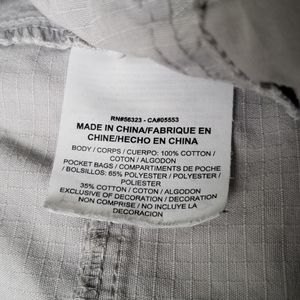 RN#56323 - CA#05553
MADE IN CHINA/FABRIQUE EN
CHINE/HECHO EN CHINA
BODY / CORPS / CUERPO: 100% COTTON /
COTON / ALGODON
POCKET BAGS / COMPARTIMENTS DE POCHE
/ BOLSILLOS: 65% POLYESTER / POLYESTER /
POLIESTER
35% COTTON / COTON / ALGODON
EXCLUSIVE OF DECORATION / DECORATION
NON COMPRISE / NO INCLUYE LA
DECORACION